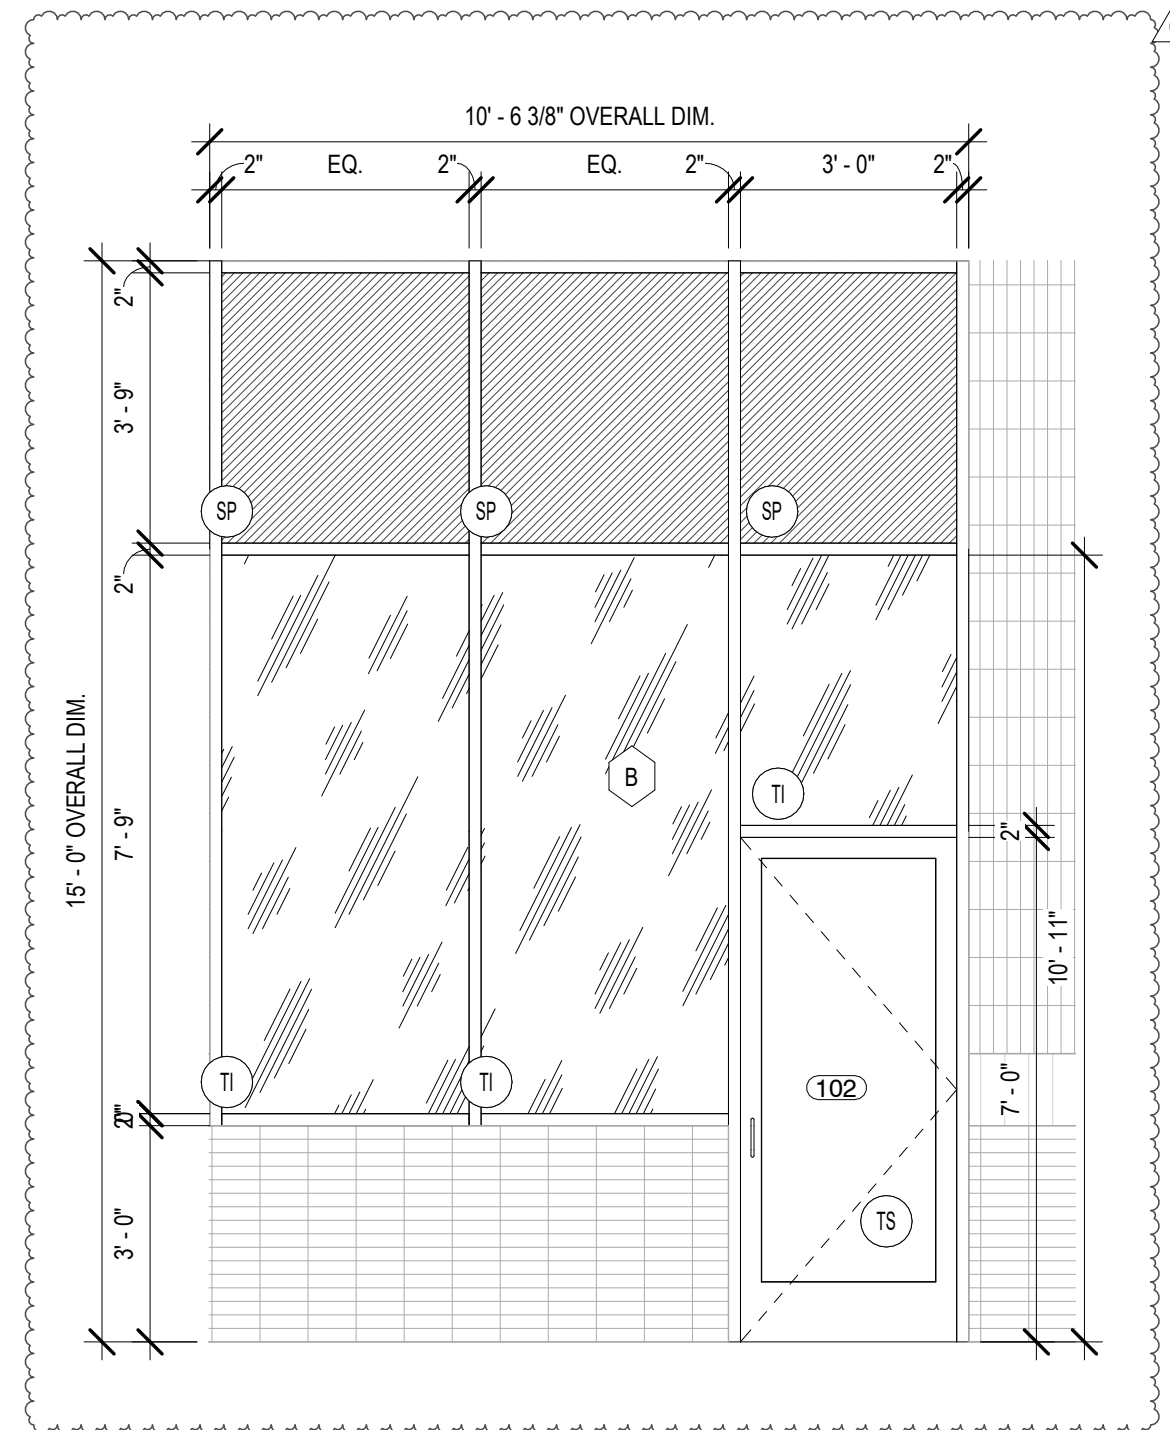 10' - 6 3/8" OVERALL DIM.
2" EQ. 2" EQ. 2" 3' - 0" 2"
2"
3' - 9"
SP SP SP
2"
15' - 0" OVERALL DIM.
7' - 9"
B
TI
2"
10' - 11"
102
7' - 0"
TI TI
3' - 0"
TS